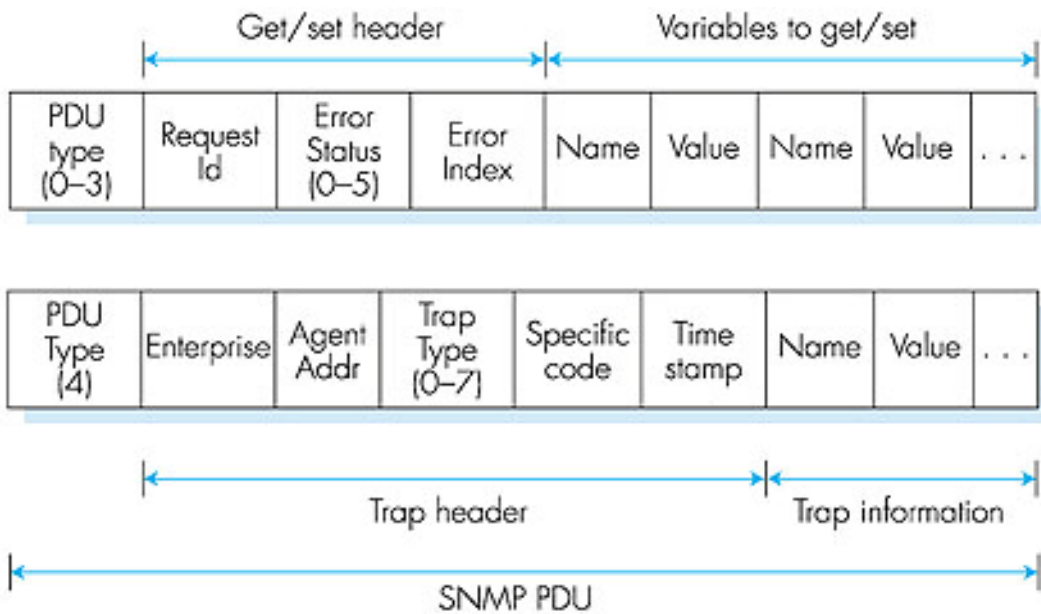 Get/set header
Variables to get/set
PDU
type
(0–3)
Request
Id
Error
Status
(0–5)
Error
Index
Name
Value
Name
Value
. . .
PDU
Type
(4)
Enterprise
Agent
Addr
Trap
Type
(0–7)
Specific
code
Time
stamp
Name
Value
. . .
Trap header
Trap information
SNMP PDU